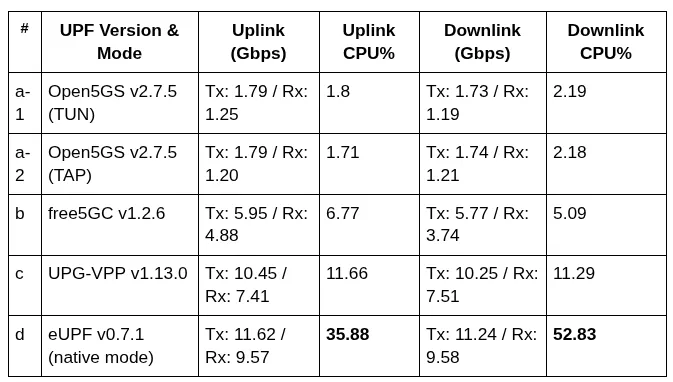 # UPF Version & Mode Uplink (Gbps) Uplink CPU% Downlink (Gbps) Downlink CPU%
a-1 Open5GS v2.7.5 (TUN) Tx: 1.79 / Rx: 1.25 1.8 Tx: 1.73 / Rx: 1.19 2.19
a-2 Open5GS v2.7.5 (TAP) Tx: 1.79 / Rx: 1.20 1.71 Tx: 1.74 / Rx: 1.21 2.18
b free5GC v1.2.6 Tx: 5.95 / Rx: 4.88 6.77 Tx: 5.77 / Rx: 3.74 5.09
c UPG-VPP v1.13.0 Tx: 10.45 / Rx: 7.41 11.66 Tx: 10.25 / Rx: 7.51 11.29
d eUPF v0.7.1 (native mode) Tx: 11.62 / Rx: 9.57 35.88 Tx: 11.24 / Rx: 9.58 52.83